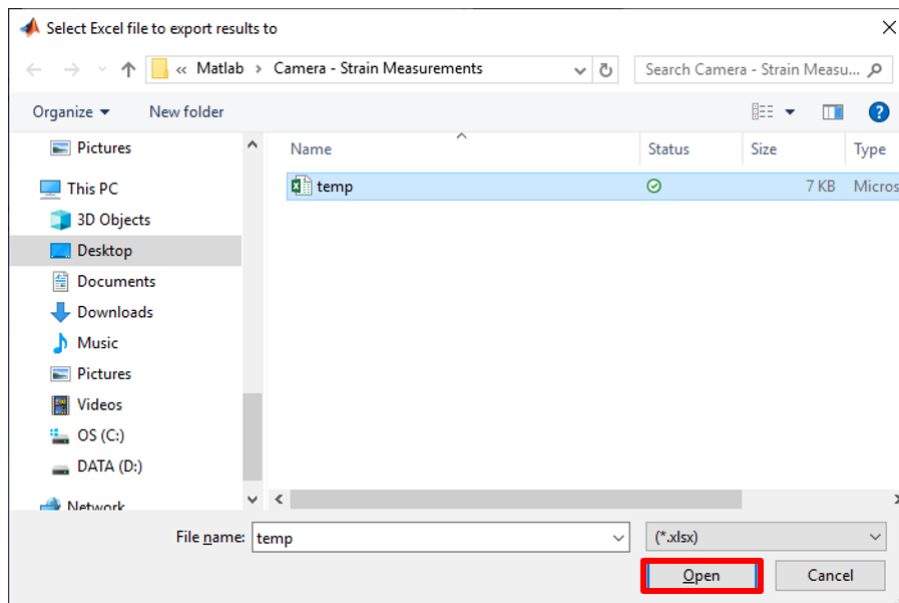 Select Excel file to export results to
« Matlab > Camera - Strain Measurements
Search Camera - Strain Measu...
Organize
New folder
?
Pictures
This PC
3D Objects
Desktop
Documents
Downloads
Music
Pictures
Videos
OS (C:)
DATA (D:)
Network
Name Status Size Type
temp 7 KB Micros
File name: temp (*.xlsx)
Open Cancel